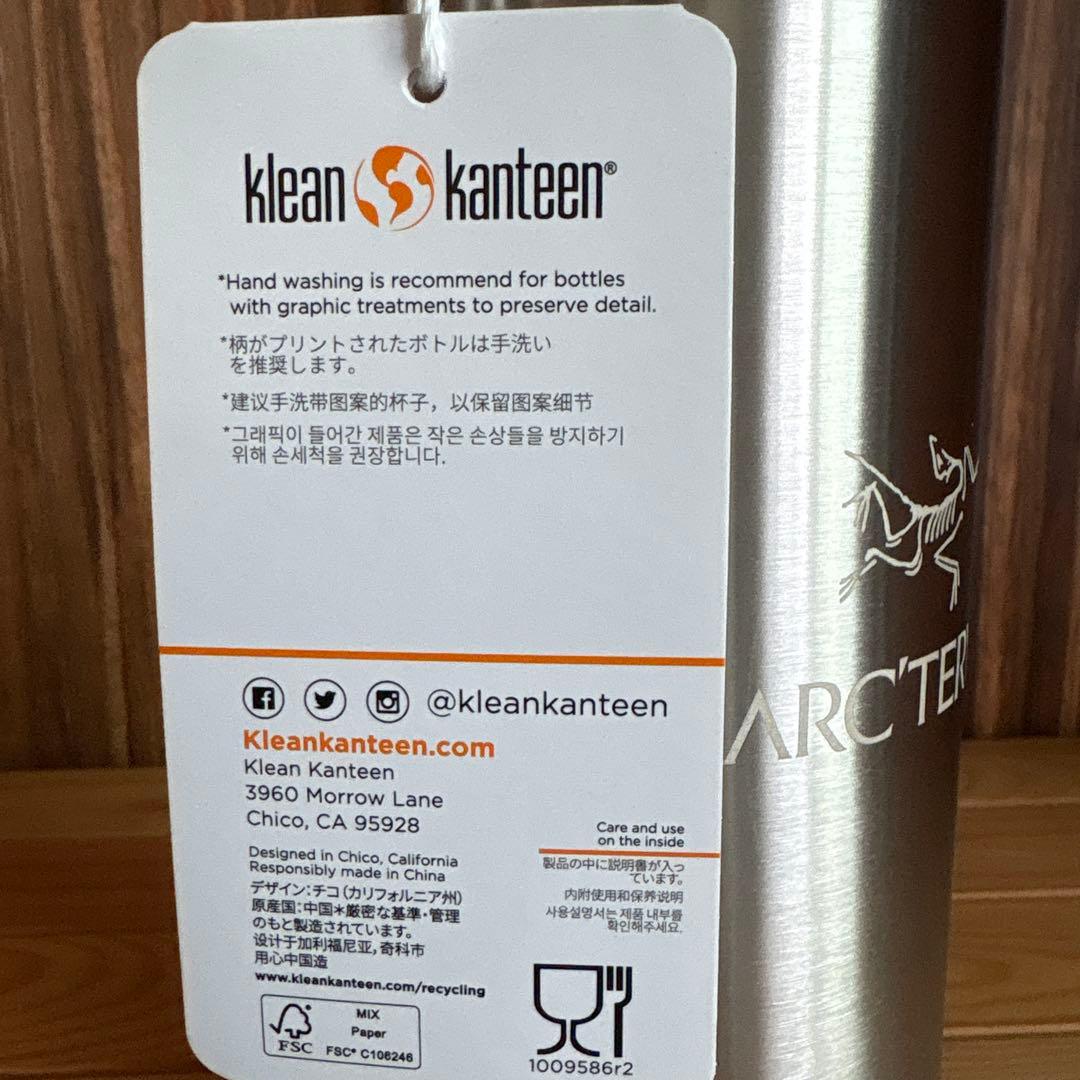 klean kanteen®
*Hand washing is recommend for bottles
with graphic treatments to preserve detail.
*柄がプリントされたボトルは手洗い
を推奨します。
*建议手洗带图案的杯子，以保留图案细节
*그래픽이 들어간 제품은 작은 손상들을 방지하기
위해 손세척을 권장합니다.
@kleankanteen
Kleankanteen.com
Klean Kanteen
3960 Morrow Lane
Chico, CA 95928
Designed in Chico, California
Responsibly made in China
デザイン:チコ(カリフォルニア州)
原産国:中国*厳密な基準・管理
のもと製造されています。
设计于加利福尼亚,奇科市
用心中国造
www.kleankanteen.com/recycling
FSC
MIX
Paper
FSC® C106246
Care and use
on the inside
製品の中に説明書が入っ
ています。
内附使用和保养说明
사용설명서는 제품 내부를
확인해주세요.
1009586r2
ARC'TER